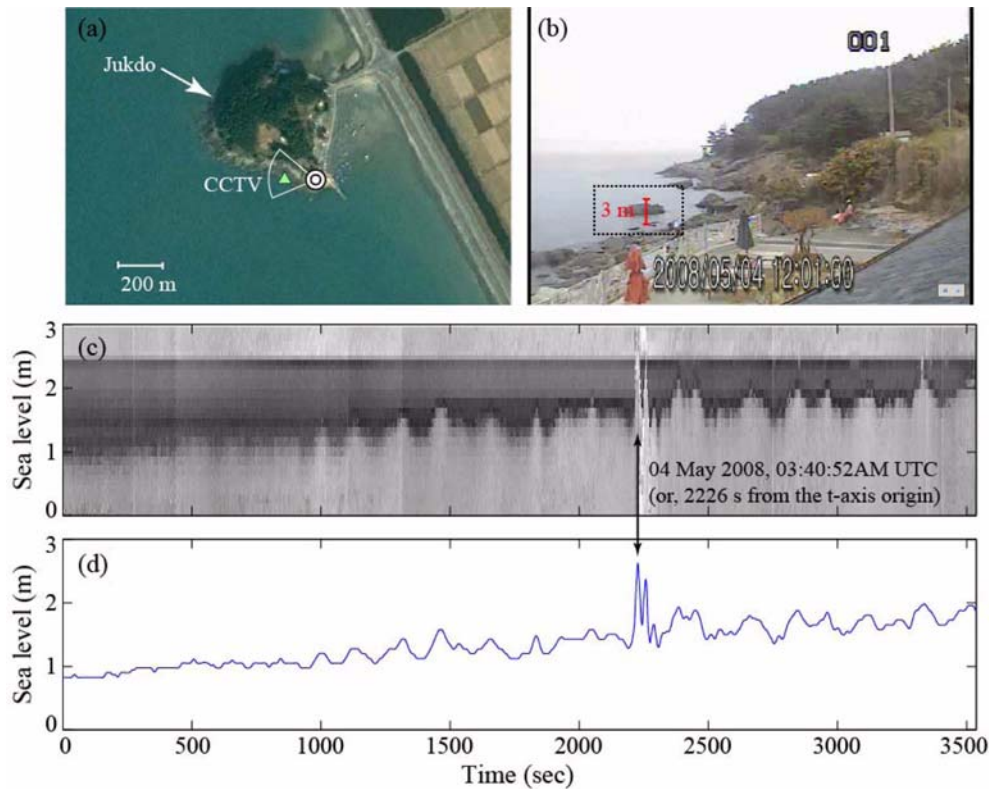 (a)
Jukdo
CCTV
200 m
(b)
001
3 m
2008/05/04 12:01:00
(c)
Sea level (m)
3
2
1
0
04 May 2008, 03:40:52AM UTC
(or, 2226 s from the t-axis origin)
(d)
Sea level (m)
3
2
1
0
0 500 1000 1500 2000 2500 3000 3500
Time (sec)